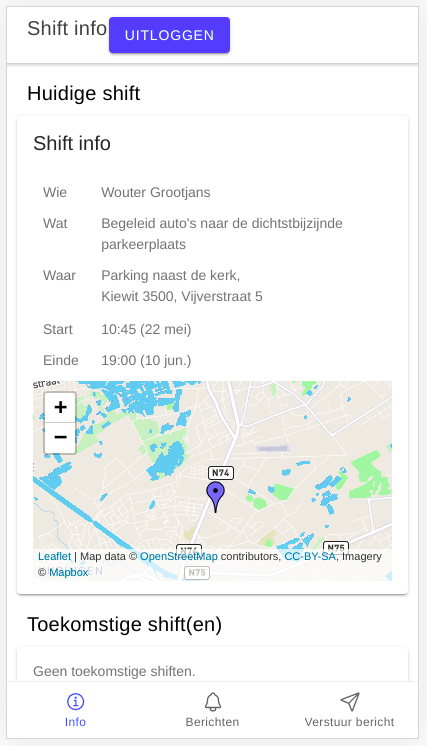 Shift info UITLOGGEN
Huidige shift
Shift info
Wie Wouter Grootjans
Wat Begeleid auto's naar de dichtstbijzijnde
parkeerplaats
Waar Parking naast de kerk,
Kiewit 3500, Vijverstraat 5
Start 10:45 (22 mei)
Einde 19:00 (10 jun.)
straat
+
−
N74
N74 N75
Leaflet | Map data © OpenStreetMap contributors, CC-BY-SA, Imagery
© Mapbox
N75
Toekomstige shift(en)
Geen toekomstige shiften.
Info Berichten Verstuur bericht